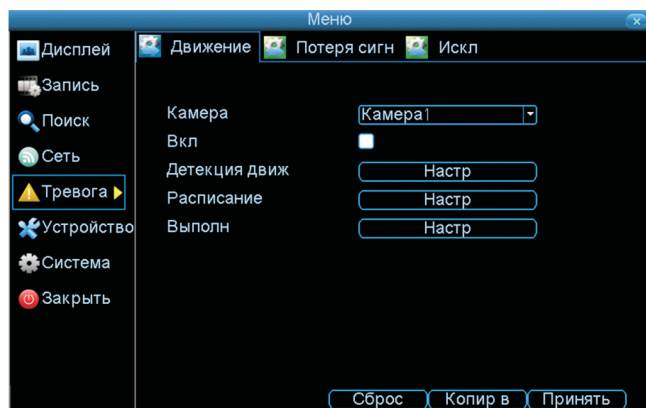 Меню
Дисплей
Запись
Поиск
Сеть
Тревога
Устройство
Система
Закрыть
Движение Потеря сигн Искл
Камера Камера1
Вкл
Детекция движ Настр
Расписание Настр
Выполн Настр
Сброс Копир в Принять